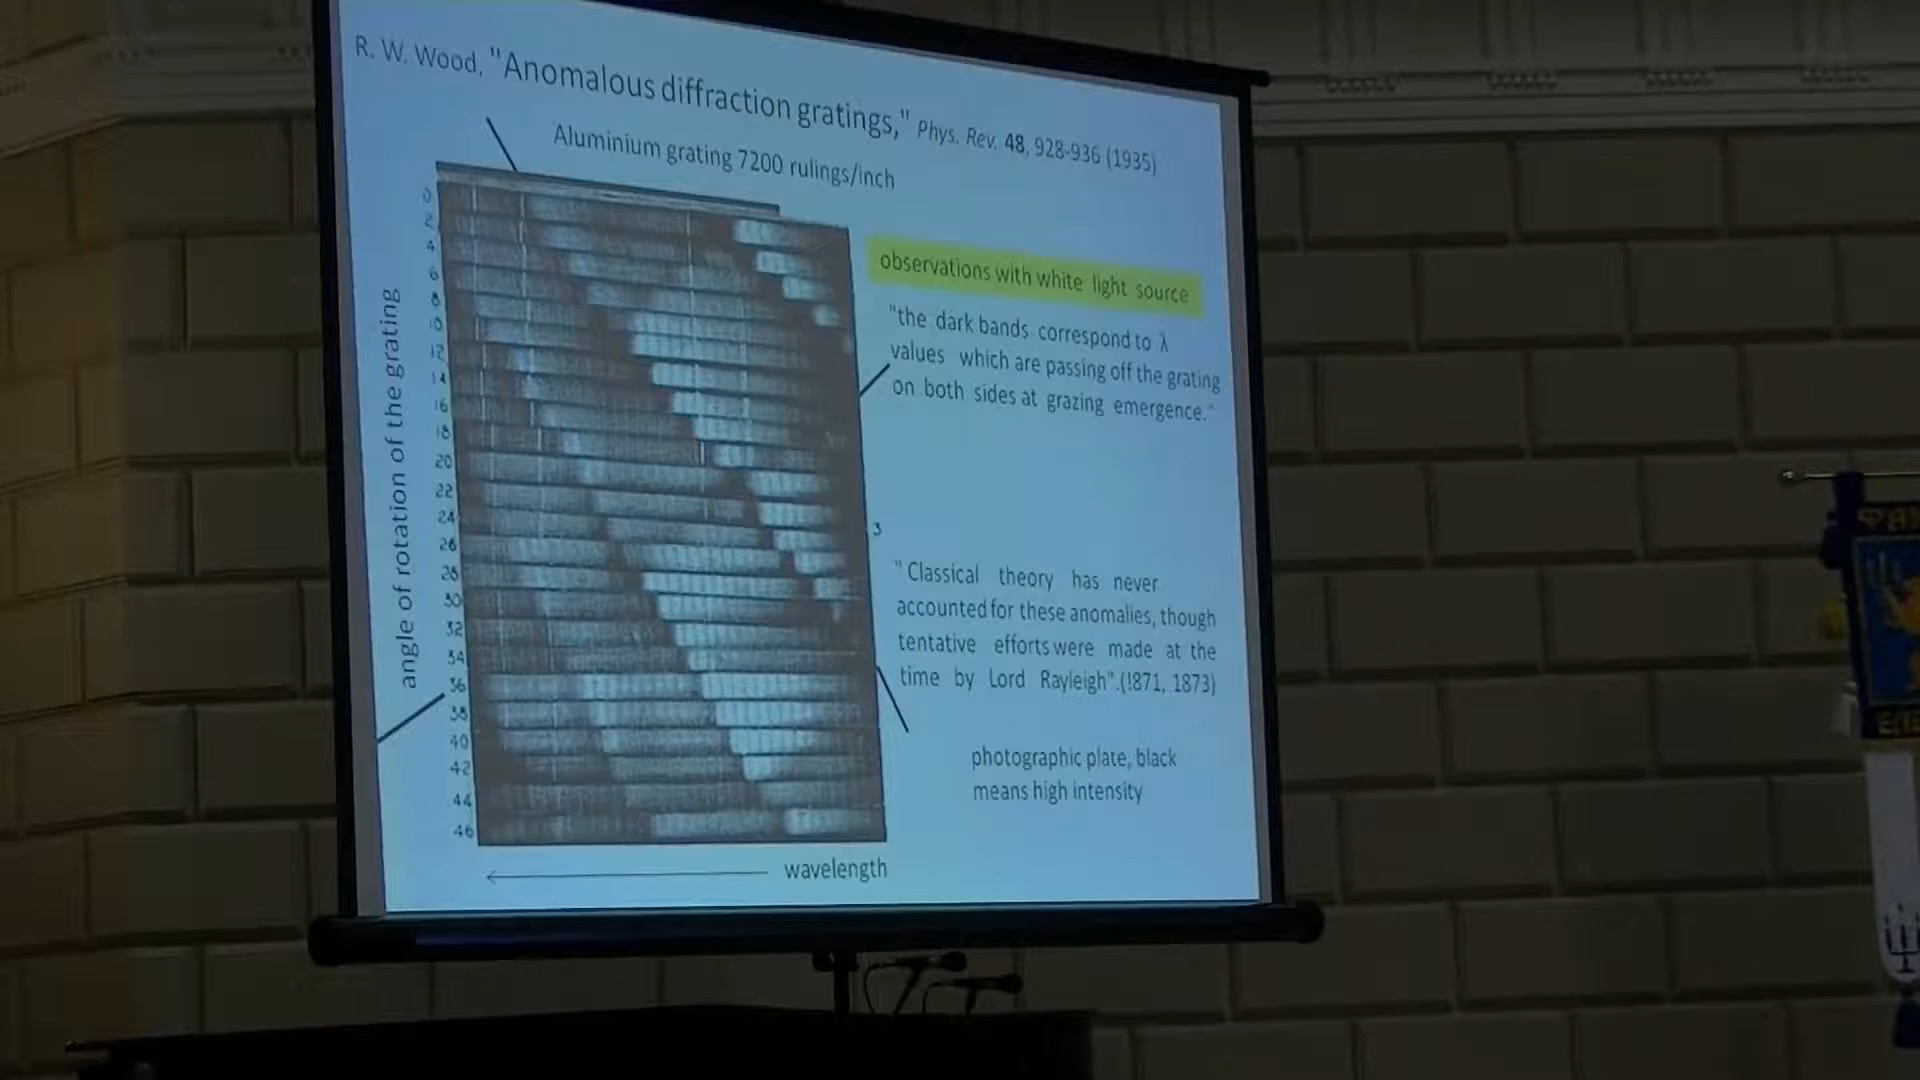 R. W. Wood, "Anomalous diffraction gratings," Phys. Rev. 48, 928-936 (1935)
Aluminium grating 7200 rulings/inch
angle of rotation of the grating
0
2
4
6
8
10
12
14
16
18
20
22
24
26
28
30
32
34
36
38
40
42
44
46
observations with white light source
"the dark bands correspond to λ
values which are passing off the grating
on both sides at grazing emergence."
3
"Classical theory has never
accounted for these anomalies, though
tentative efforts were made at the
time by Lord Rayleigh".(!871, 1873)
photographic plate, black
means high intensity
wavelength